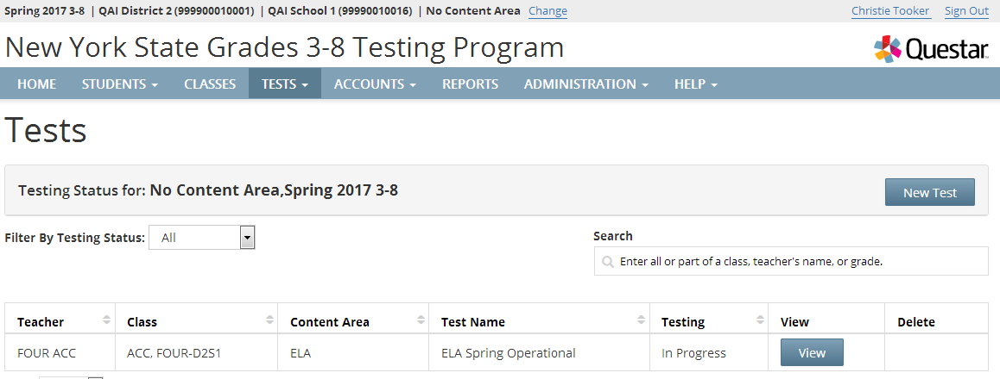 Spring 2017 3-8 | QAI District 2 (999900010001) | QAI School 1 (99990010016) | No Content Area Change Christie Tooker Sign Out
New York State Grades 3-8 Testing Program Questar
HOME STUDENTS CLASSES TESTS ACCOUNTS REPORTS ADMINISTRATION HELP
Tests
Testing Status for: No Content Area,Spring 2017 3-8 New Test
Filter By Testing Status: All
Search
Enter all or part of a class, teacher's name, or grade.
Teacher Class Content Area Test Name Testing View Delete
FOUR ACC ACC, FOUR-D2S1 ELA ELA Spring Operational In Progress View